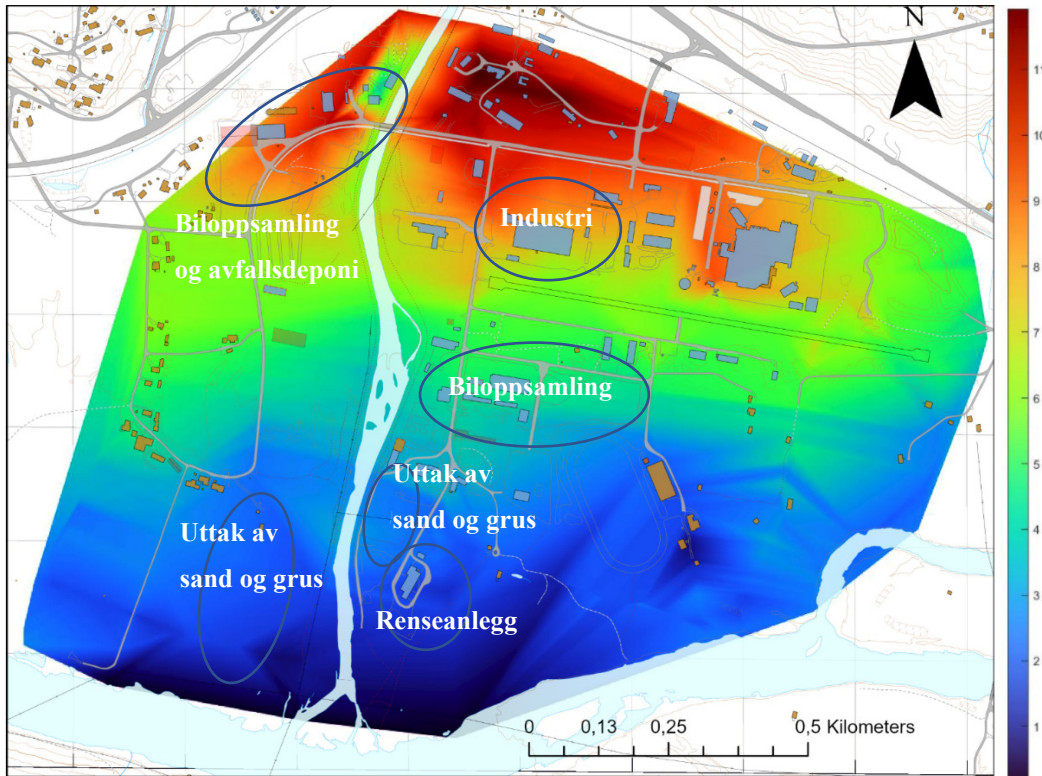 N
Biloppsamling
og avfallsdeponi
Industri
Biloppsamling
Uttak av
sand og grus
Uttak av
sand og grus
Renseanlegg
0 0,13 0,25 0,5 Kilometers
11
10
9
8
7
6
5
4
3
2
1